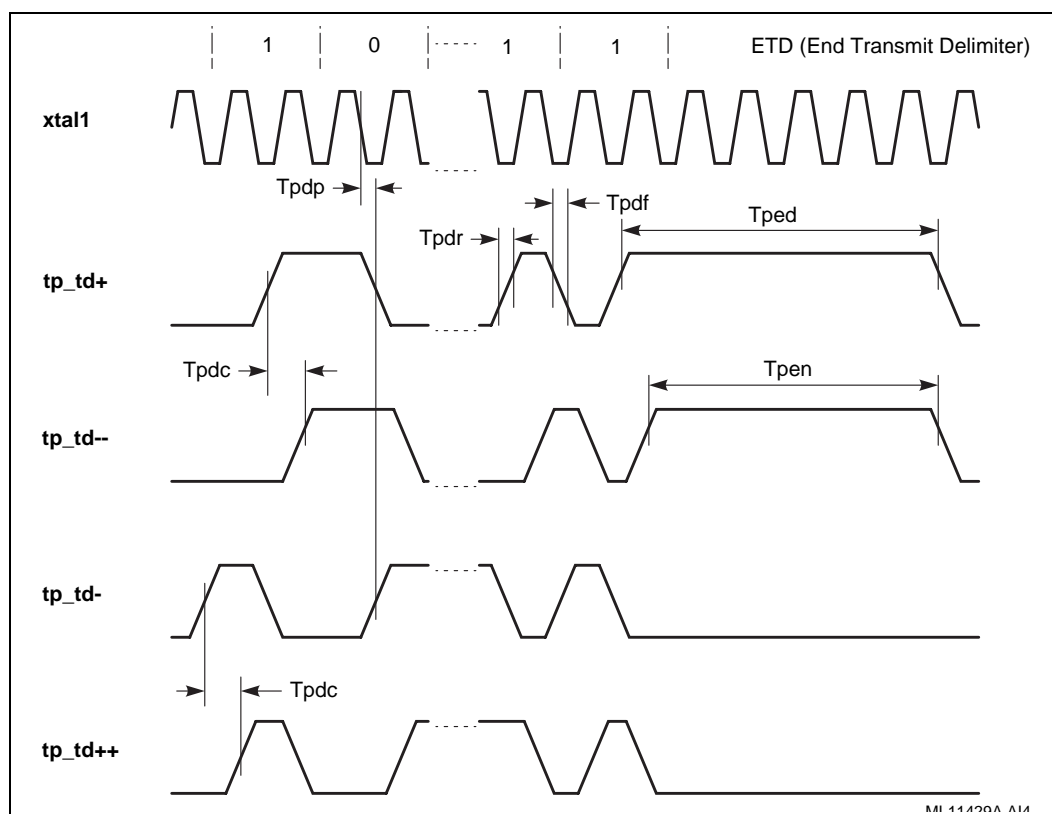 1 0 1 1 ETD (End Transmit Delimiter)
xtal1
Tpdp
Tpdf
Tpdr
Tped
tp_td+
Tpdc
Tpen
tp_td--
tp_td-
Tpdc
tp_td++